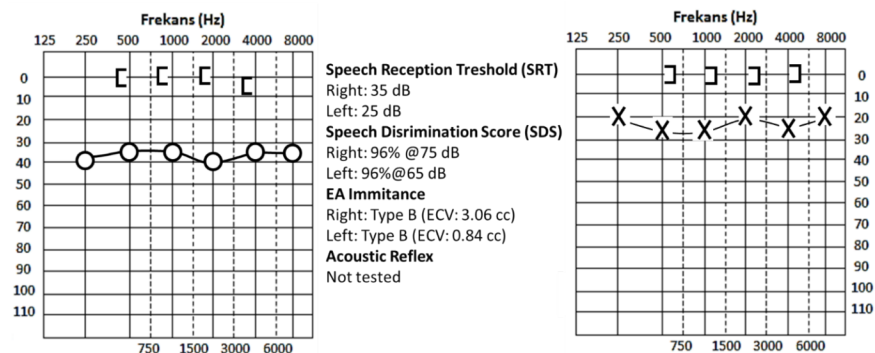 Frekans (Hz)
125 250 500 1000 2000 4000 8000
0
10
20
30
40
50
60
70
80
90
100
110
750 1500 3000 6000
Speech Reception Treshold (SRT)
Right: 35 dB
Left: 25 dB
Speech Disrimination Score (SDS)
Right: 96% @75 dB
Left: 96%@65 dB
EA Immitance
Right: Type B (ECV: 3.06 cc)
Left: Type B (ECV: 0.84 cc)
Acoustic Reflex
Not tested
Frekans (Hz)
125 250 500 1000 2000 4000 8000
0
10
20
30
40
50
60
70
80
90
100
110
750 1500 3000 6000